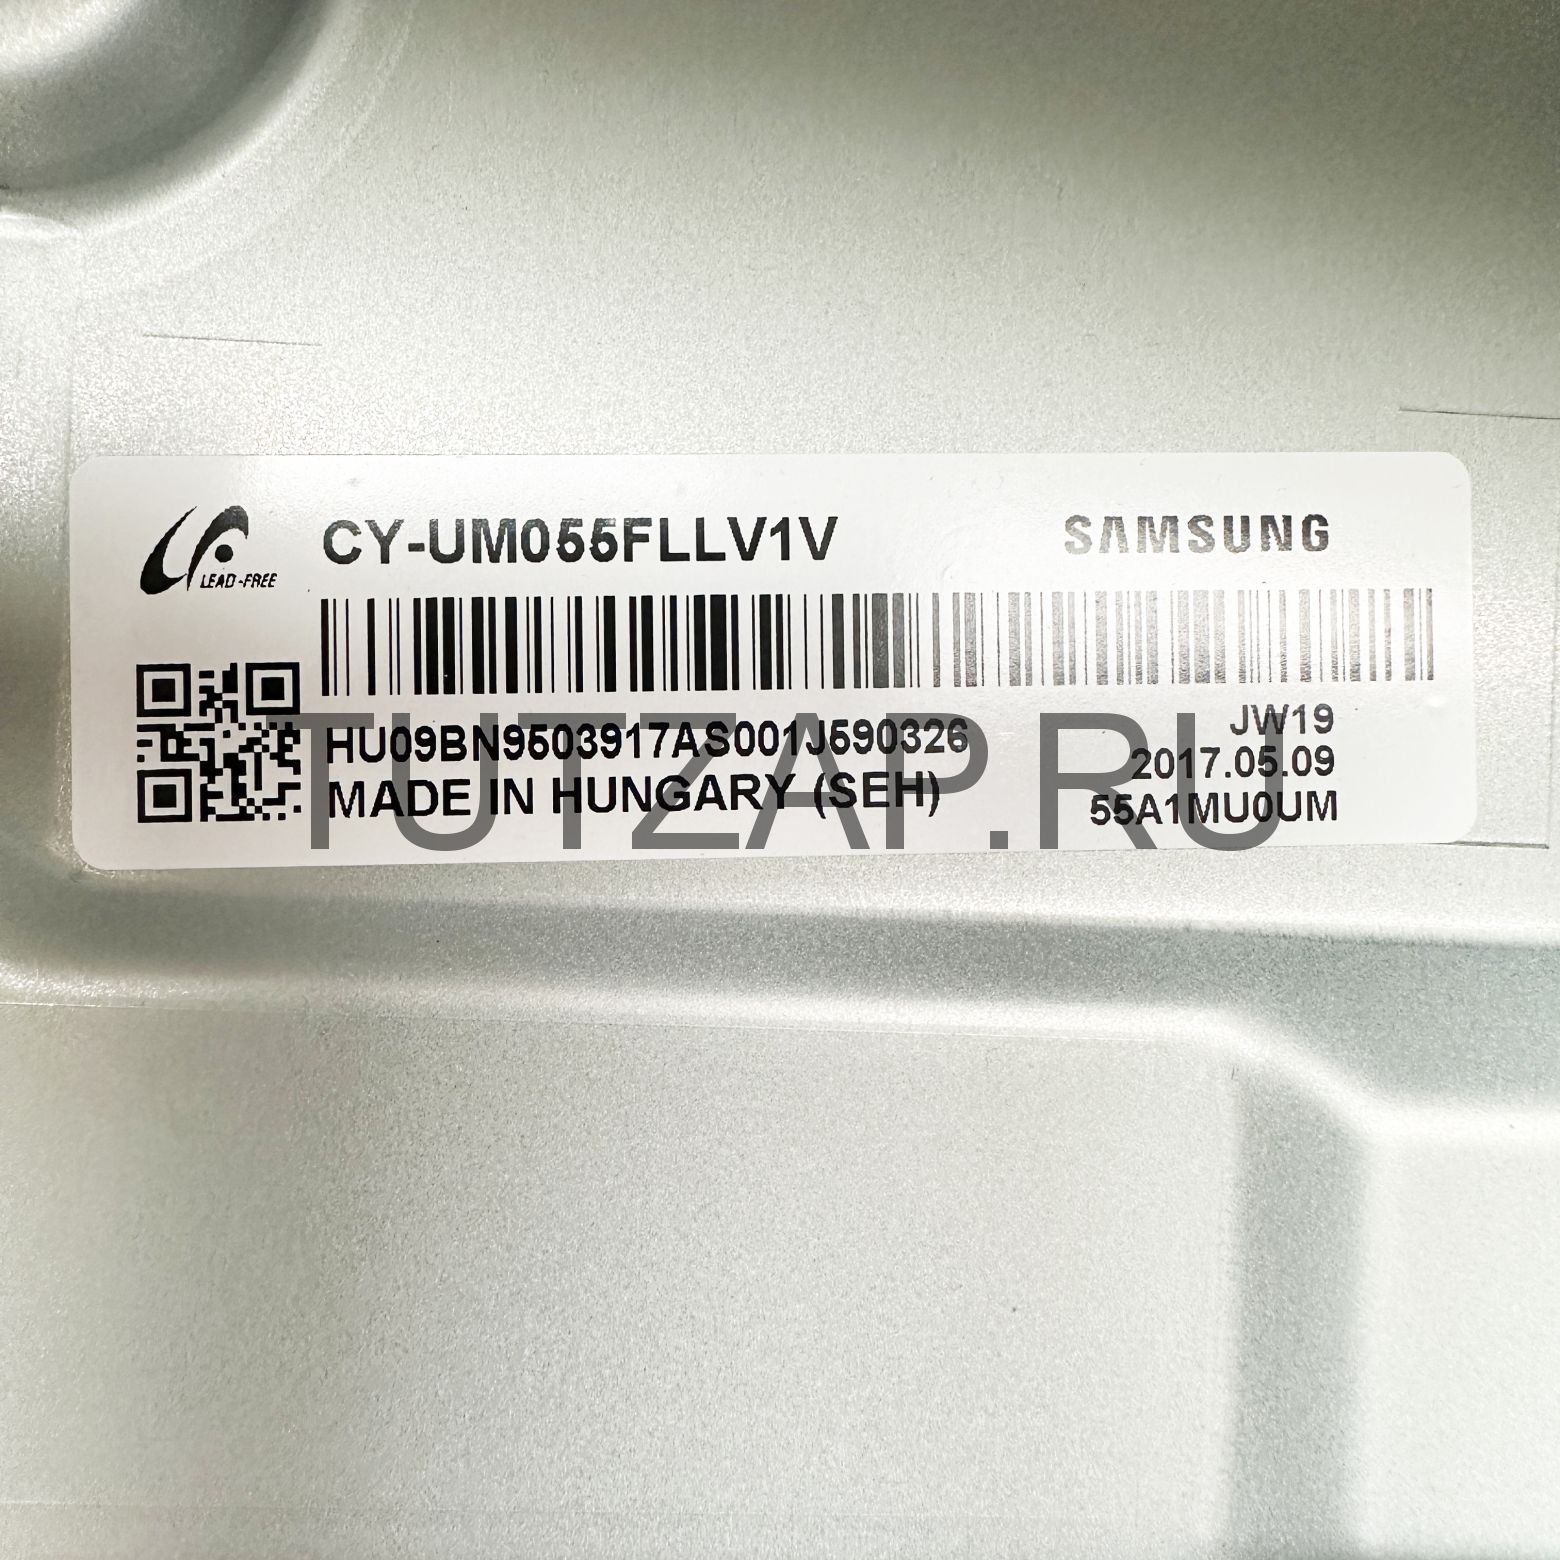 CY-UM055FLLV1V
SAMSUNG
LEAD-FREE
HU09BN9503917AS001J590326
JW19
MADE IN HUNGARY (SEH)
2017.05.09
55A1MU0UM
TUTZAP.RU